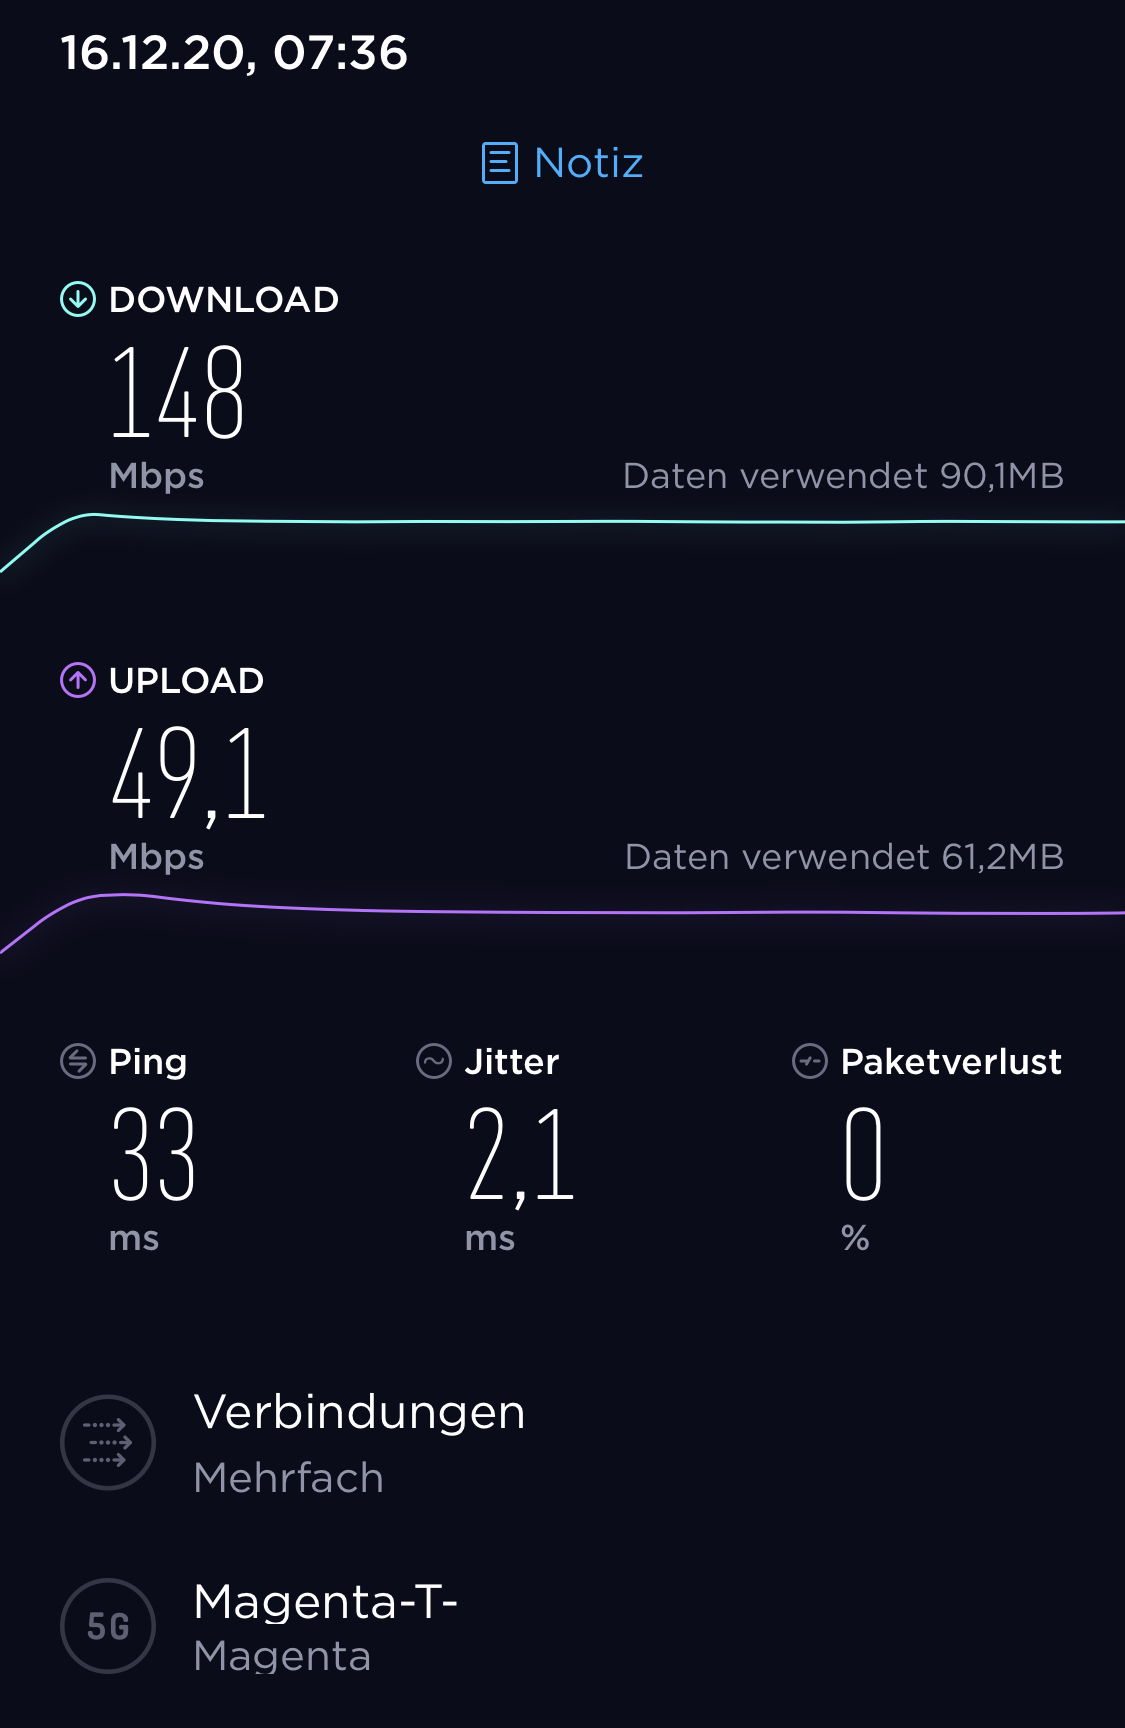 16.12.20, 07:36
Notiz
DOWNLOAD
148
Mbps
Daten verwendet 90,1MB
UPLOAD
49,1
Mbps
Daten verwendet 61,2MB
Ping
Jitter
Paketverlust
33
2,1
0
ms
ms
%
Verbindungen
Mehrfach
5G
Magenta-T-
Magenta